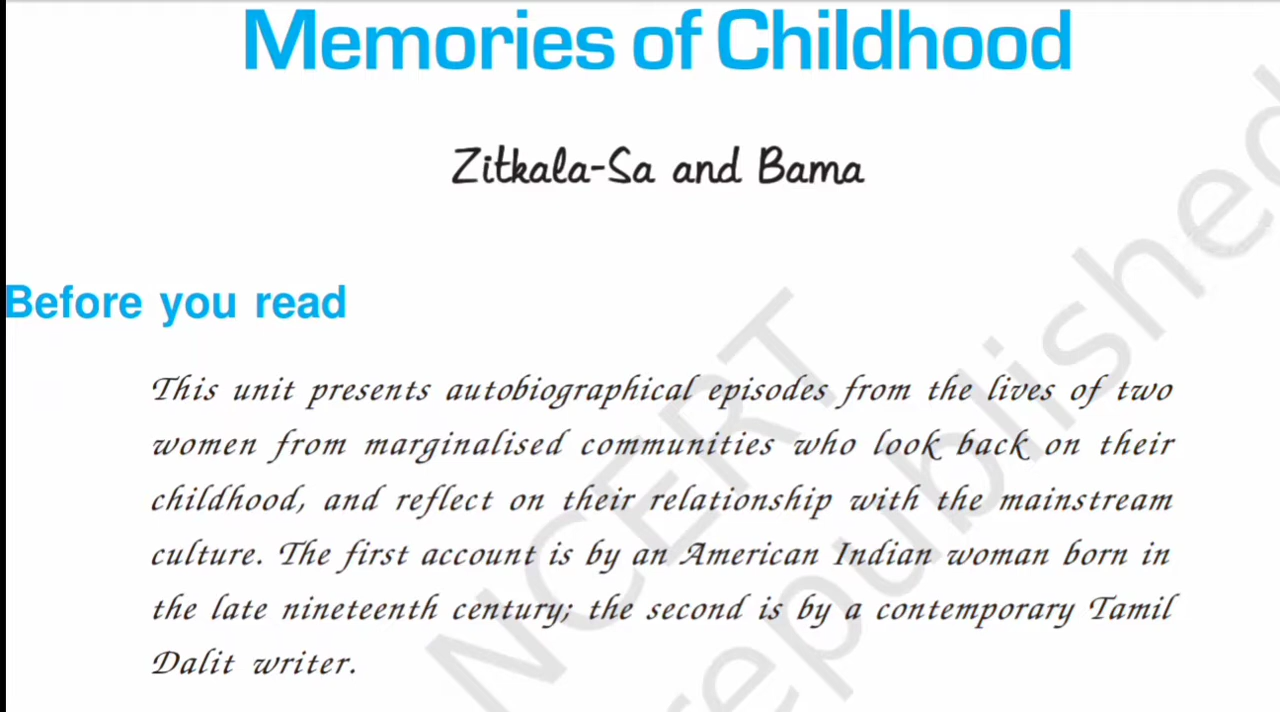 Memories of Childhood
Zitkala-Sa and Bama
Before you read
This unit presents autobiographical episodes from the lives of two
women from marginalised communities who look back on their
childhood, and reflect on their relationship with the mainstream
culture. The first account is by an American Indian woman born in
the late nineteenth century; the second is by a contemporary Tamil
Dalit writer.
NCERT
republished